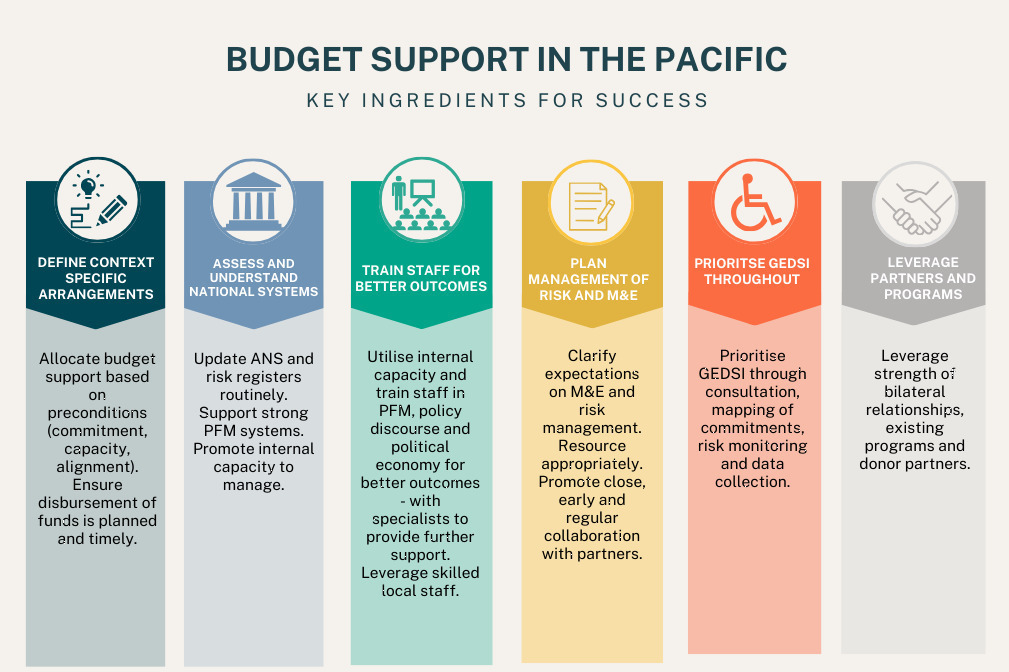 BUDGET SUPPORT IN THE PACIFIC
KEY INGREDIENTS FOR SUCCESS
DEFINE CONTEXT
SPECIFIC
ARRANGEMENTS
Allocate budget
support based
on
preconditions
(commitment,
capacity,
alignment).
Ensure
disbursement of
funds is planned
and timely.
ASSESS AND
UNDERSTAND
NATIONAL SYSTEMS
Update ANS and
risk registers
routinely.
Support strong
PFM systems.
Promote internal
capacity to
manage.
TRAIN STAFF FOR
BETTER OUTCOMES
Utilise internal
capacity and
train staff in
PFM, policy
discourse and
political
economy for
better outcomes
- with
specialists to
provide further
support.
Leverage skilled
local staff.
PLAN
MANAGEMENT OF
RISK AND M&E
Clarify
expectations
on M&E and
risk
management.
Resource
appropriately.
Promote close,
early and
regular
collaboration
with partners.
PRIORITSE GEDSI
THROUGHOUT
Prioritise
GEDSI through
consultation,
mapping of
commitments,
risk monitoring
and data
collection.
LEVERAGE
PARTNERS AND
PROGRAMS
Leverage
strength of
bilateral
relationships,
existing
programs and
donor partners.